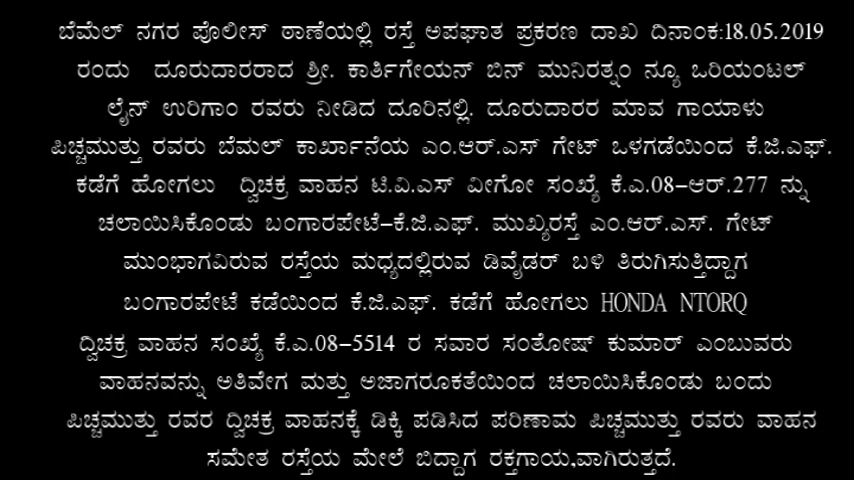 ಬೆಮೆಲ್ ನಗರ ಪೊಲೀಸ್ ಠಾಣೆಯಲ್ಲಿ ರಸ್ತೆ ಅಪಘಾತ ಪ್ರಕರಣ ದಾಖ ದಿನಾಂಕ:18.05.2019
ರಂದು ದೂರುದಾರರಾದ ಶ್ರೀ. ಕಾರ್ತಿಗೇಯನ್ ಬಿನ್ ಮುನಿರತ್ನಂ ನ್ಯೂ ಒರಿಯಂಟಲ್
ಲೈನ್ ಉರಿಗಾಂ ರವರು ನೀಡಿದ ದೂರಿನಲ್ಲಿ. ದೂರುದಾರರ ಮಾವ ಗಾಯಾಳು
ಪಿಚ್ಚಮುತ್ತು ರವರು ಬೆಮಲ್ ಕಾರ್ಖಾನೆಯ ಎಂ.ಆರ್.ಎಸ್ ಗೇಟ್ ಒಳಗಡೆಯಿಂದ ಕೆ.ಜಿ.ಎಫ್.
ಕಡೆಗೆ ಹೋಗಲು ದ್ವಿಚಕ್ರ ವಾಹನ ಟಿ.ವಿ.ಎಸ್ ವೀಗೋ ಸಂಖ್ಯೆ ಕೆ.ಎ.08–ಆರ್.277 ನ್ನು
ಚಲಾಯಿಸಿಕೊಂಡು ಬಂಗಾರಪೇಟೆ–ಕೆ.ಜಿ.ಎಫ್. ಮುಖ್ಯರಸ್ತೆ ಎಂ.ಆರ್.ಎಸ್. ಗೇಟ್
ಮುಂಭಾಗವಿರುವ ರಸ್ತೆಯ ಮಧ್ಯದಲ್ಲಿರುವ ಡಿವೈಡರ್ ಬಳಿ ತಿರುಗಿಸುತ್ತಿದ್ದಾಗ
ಬಂಗಾರಪೇಟೆ ಕಡೆಯಿಂದ ಕೆ.ಜಿ.ಎಫ್. ಕಡೆಗೆ ಹೋಗಲು HONDA NTORQ
ದ್ವಿಚಕ್ರ ವಾಹನ ಸಂಖ್ಯೆ ಕೆ.ಎ.08–5514 ರ ಸವಾರ ಸಂತೋಷ್ ಕುಮಾರ್ ಎಂಬುವರು
ವಾಹನವನ್ನು ಅತಿವೇಗ ಮತ್ತು ಅಜಾಗರೂಕತೆಯಿಂದ ಚಲಾಯಿಸಿಕೊಂಡು ಬಂದು
ಪಿಚ್ಚಮುತ್ತು ರವರ ದ್ವಿಚಕ್ರ ವಾಹನಕ್ಕೆ ಡಿಕ್ಕಿ ಪಡಿಸಿದ ಪರಿಣಾಮ ಪಿಚ್ಚಮುತ್ತು ರವರು ವಾಹನ
ಸಮೇತ ರಸ್ತೆಯ ಮೇಲೆ ಬಿದ್ದಾಗ ರಕ್ತಗಾಯ,ವಾಗಿರುತ್ತದೆ.